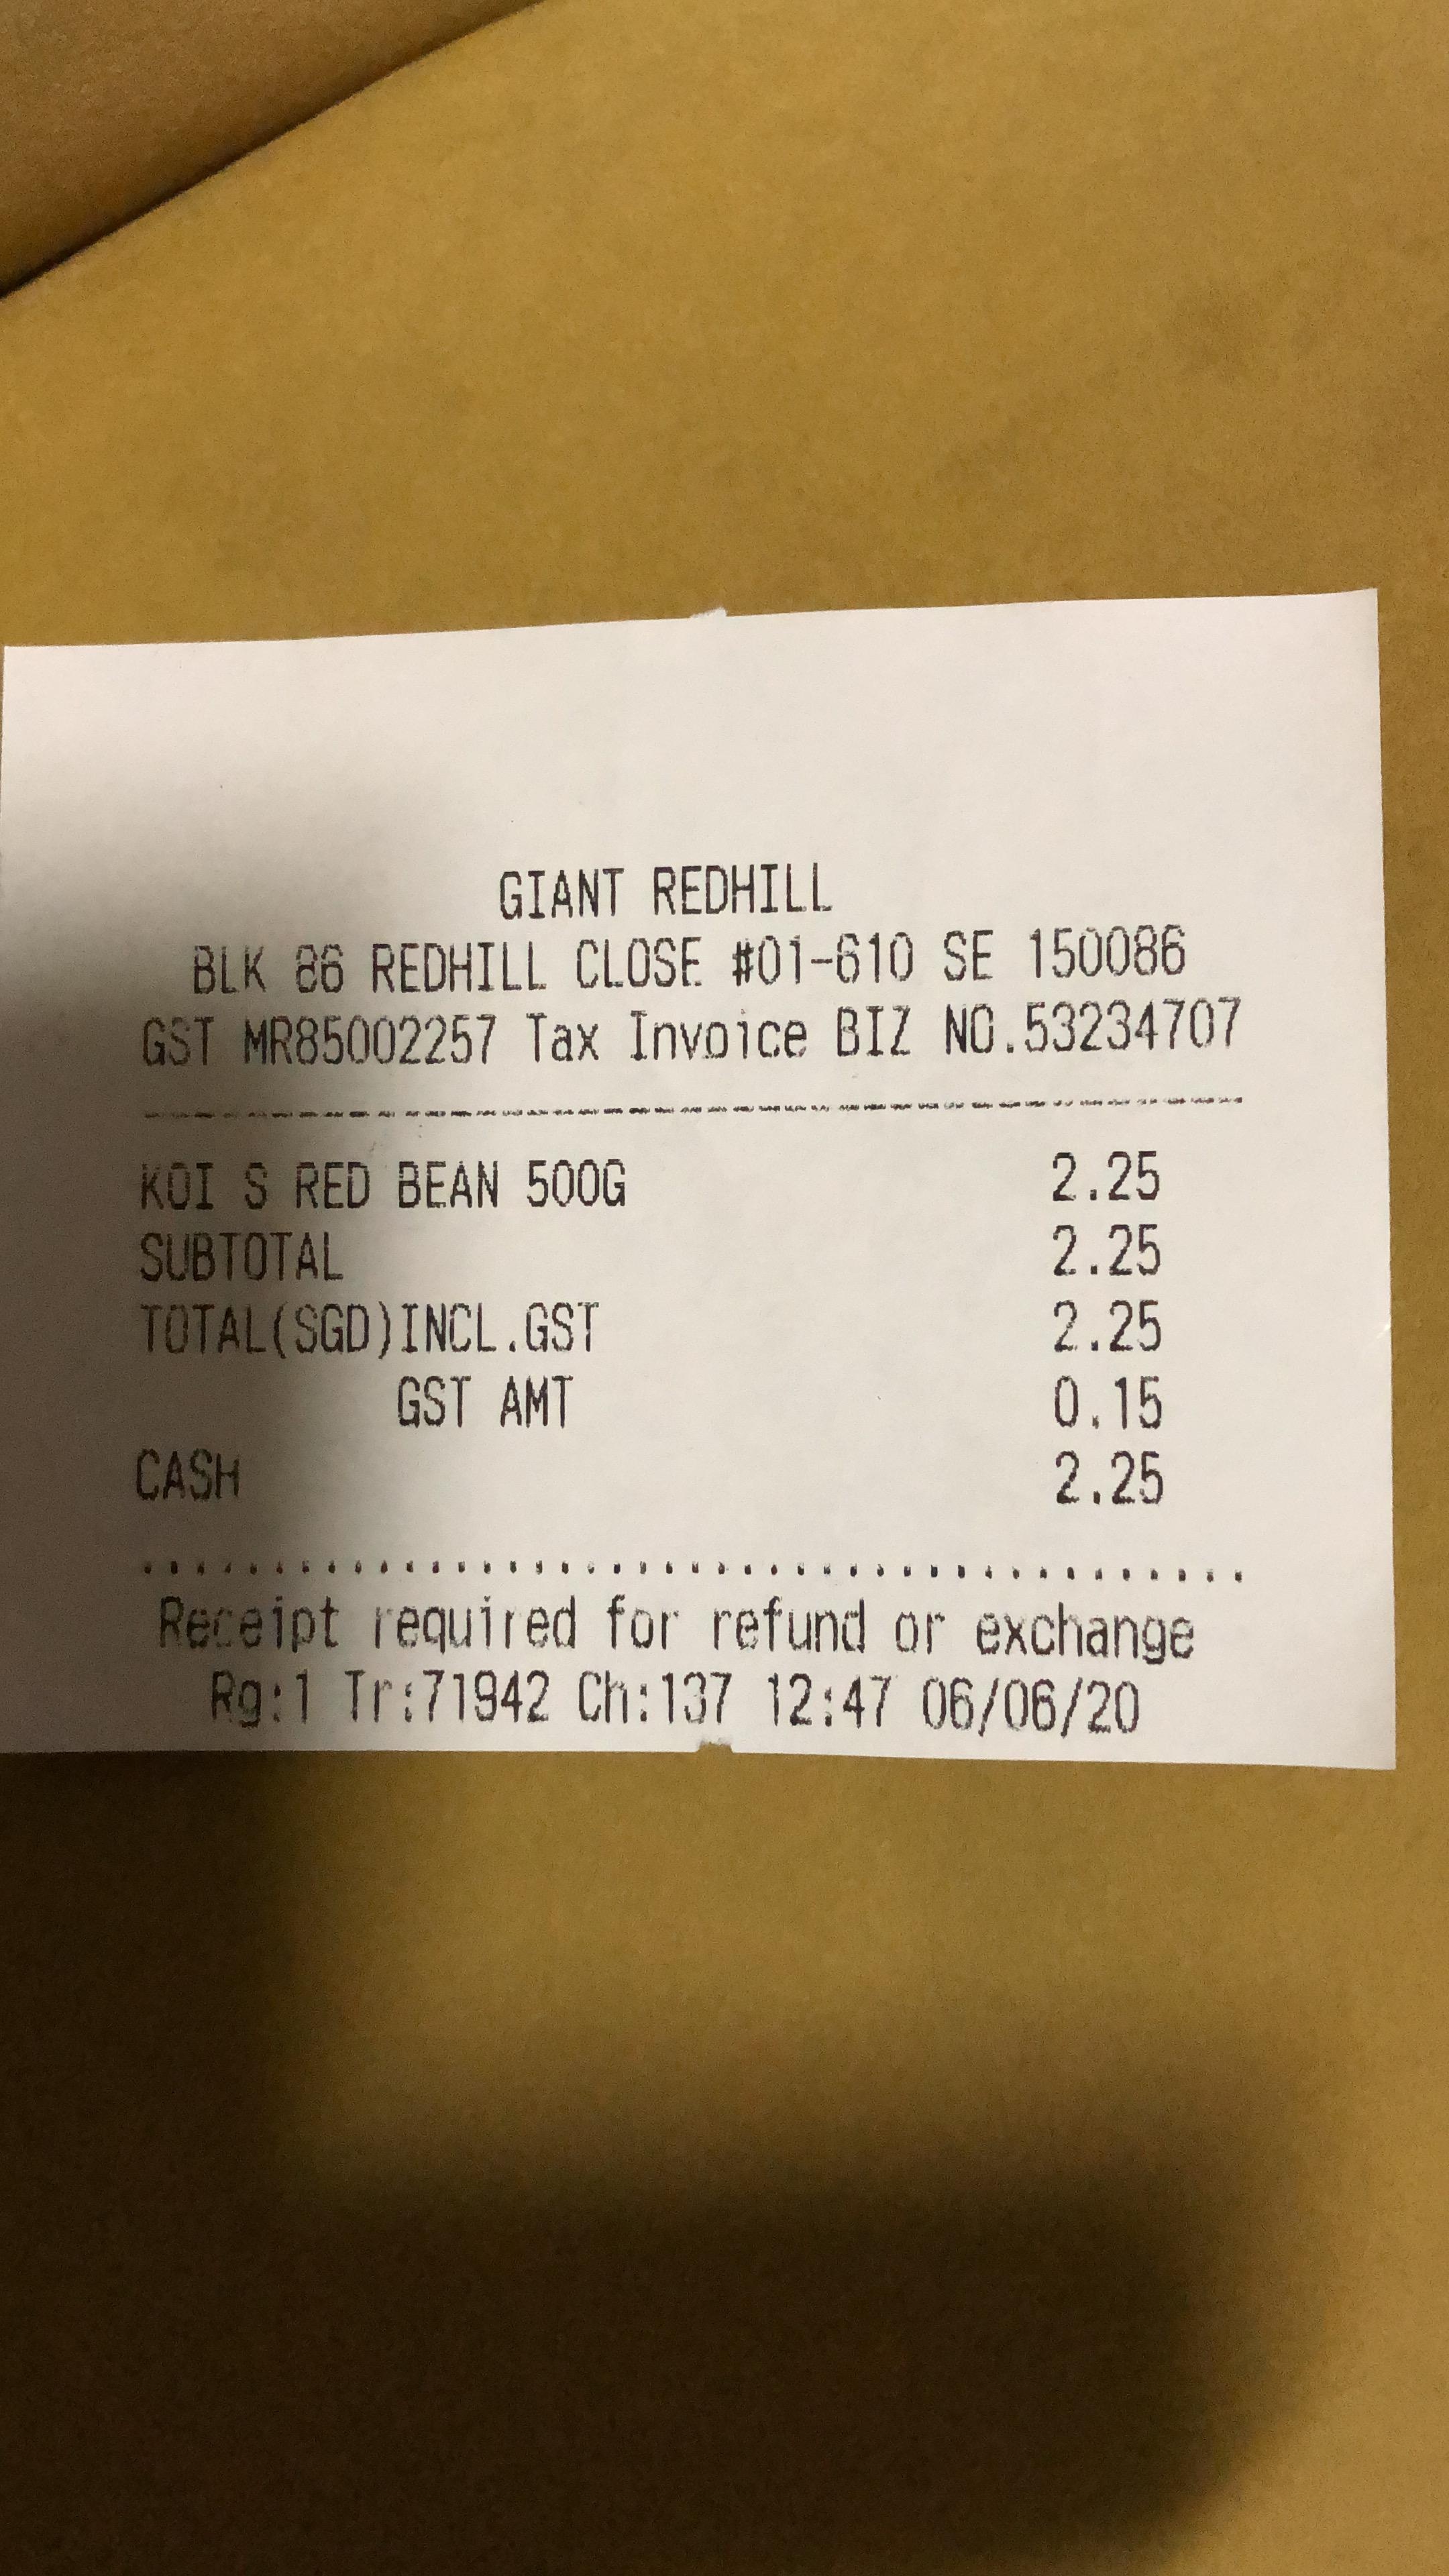 GIANT REDHILL
BLK 86 REDHILL CLOSE #01-610 SE 150086
GST MR85002257 Tax Invoice BIZ NO.53234707
KOI S RED BEAN 500G 2.25
SUBTOTAL 2.25
TOTAL(SGD)INCL.GST 2.25
GST AMT 0.15
CASH 2.25
Receipt required for refund or exchange
Rg:1 Tr:71942 Ch:137 12:47 06/06/20